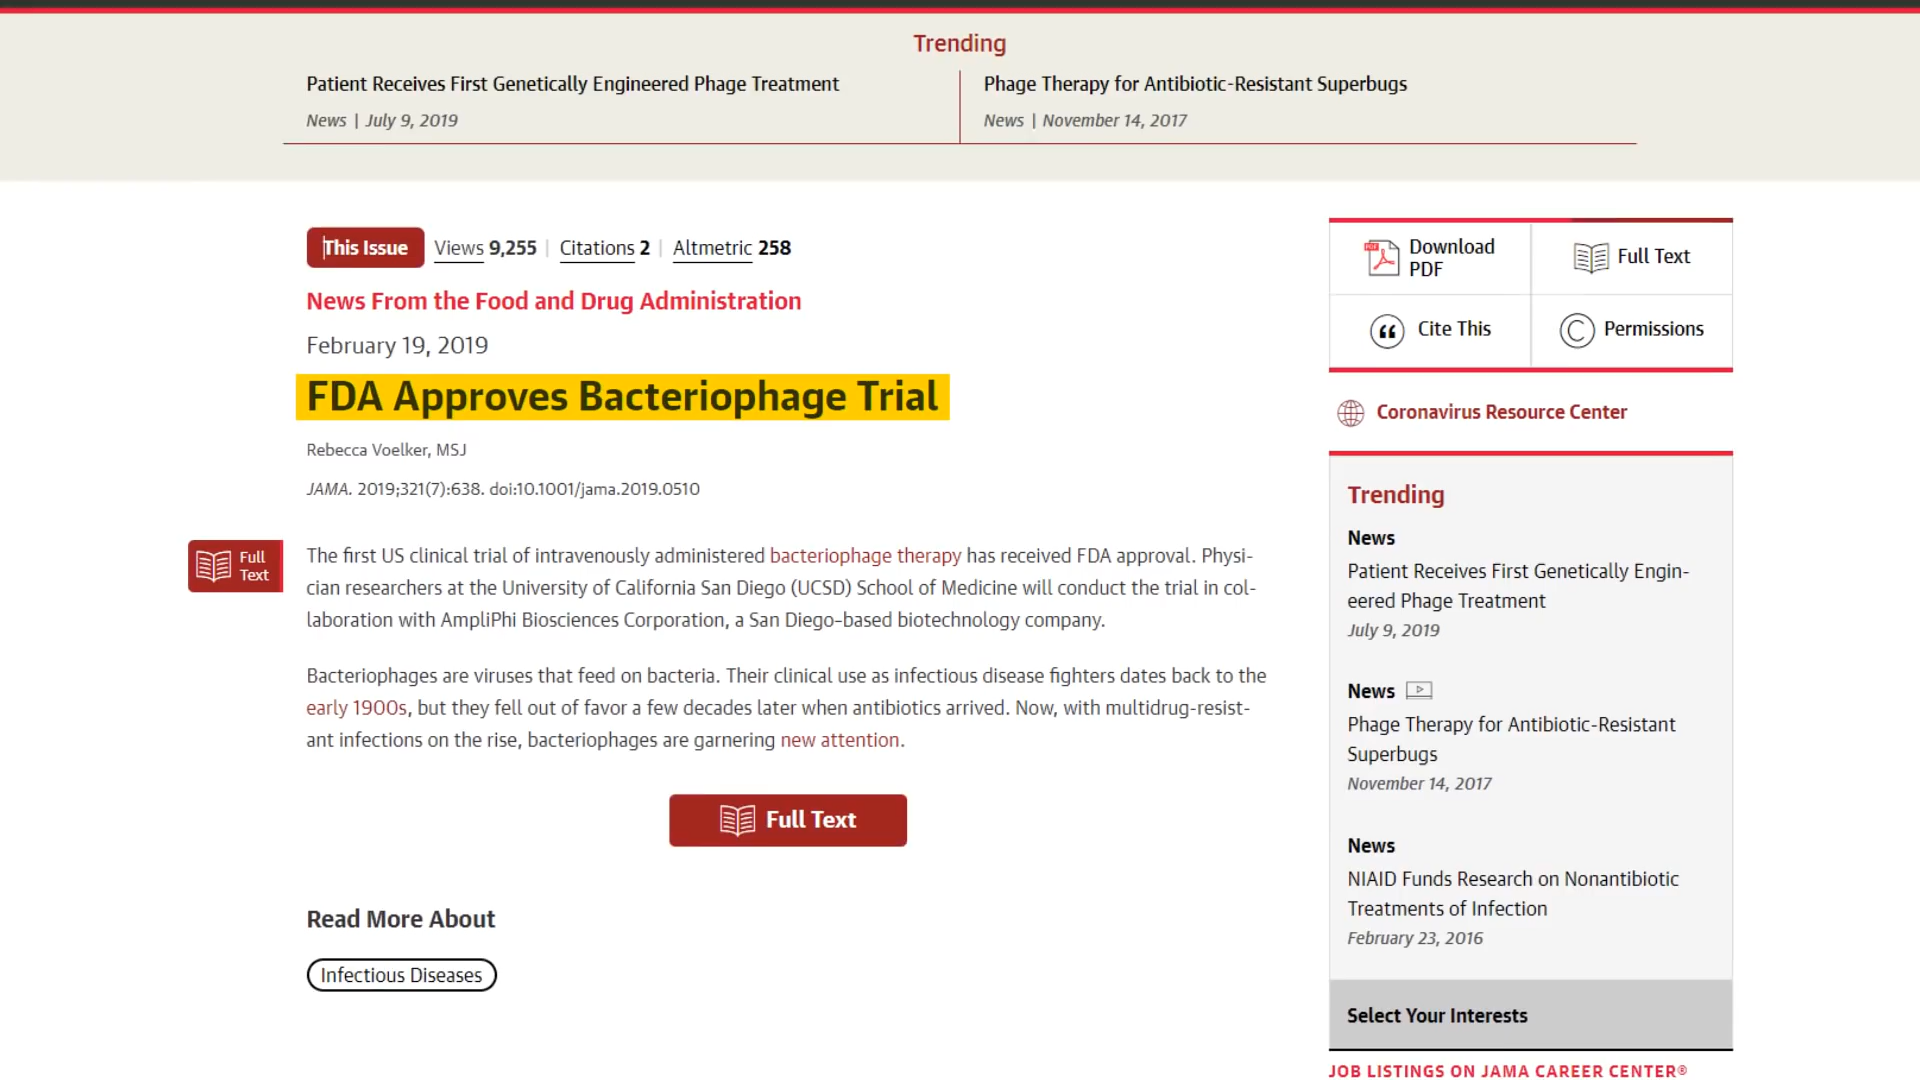 Trending
Patient Receives First Genetically Engineered Phage Treatment
News | July 9, 2019
Phage Therapy for Antibiotic-Resistant Superbugs
News | November 14, 2017
This Issue Views 9,255 | Citations 2 | Altmetric 258
News From the Food and Drug Administration
February 19, 2019
FDA Approves Bacteriophage Trial
Rebecca Voelker, MSJ
JAMA. 2019;321(7):638. doi:10.1001/jama.2019.0510
Full
Text
The first US clinical trial of intravenously administered bacteriophage therapy has received FDA approval. Physi-
cian researchers at the University of California San Diego (UCSD) School of Medicine will conduct the trial in col-
laboration with AmpliPhi Biosciences Corporation, a San Diego–based biotechnology company.
Bacteriophages are viruses that feed on bacteria. Their clinical use as infectious disease fighters dates back to the
early 1900s, but they fell out of favor a few decades later when antibiotics arrived. Now, with multidrug-resist-
ant infections on the rise, bacteriophages are garnering new attention.
Full Text
Read More About
Infectious Diseases
Download
PDF
Full Text
Cite This
Permissions
Coronavirus Resource Center
Trending
News
Patient Receives First Genetically Engin-
eered Phage Treatment
July 9, 2019
News
Phage Therapy for Antibiotic-Resistant
Superbugs
November 14, 2017
News
NIAID Funds Research on Nonantibiotic
Treatments of Infection
February 23, 2016
Select Your Interests
JOB LISTINGS ON JAMA CAREER CENTER®